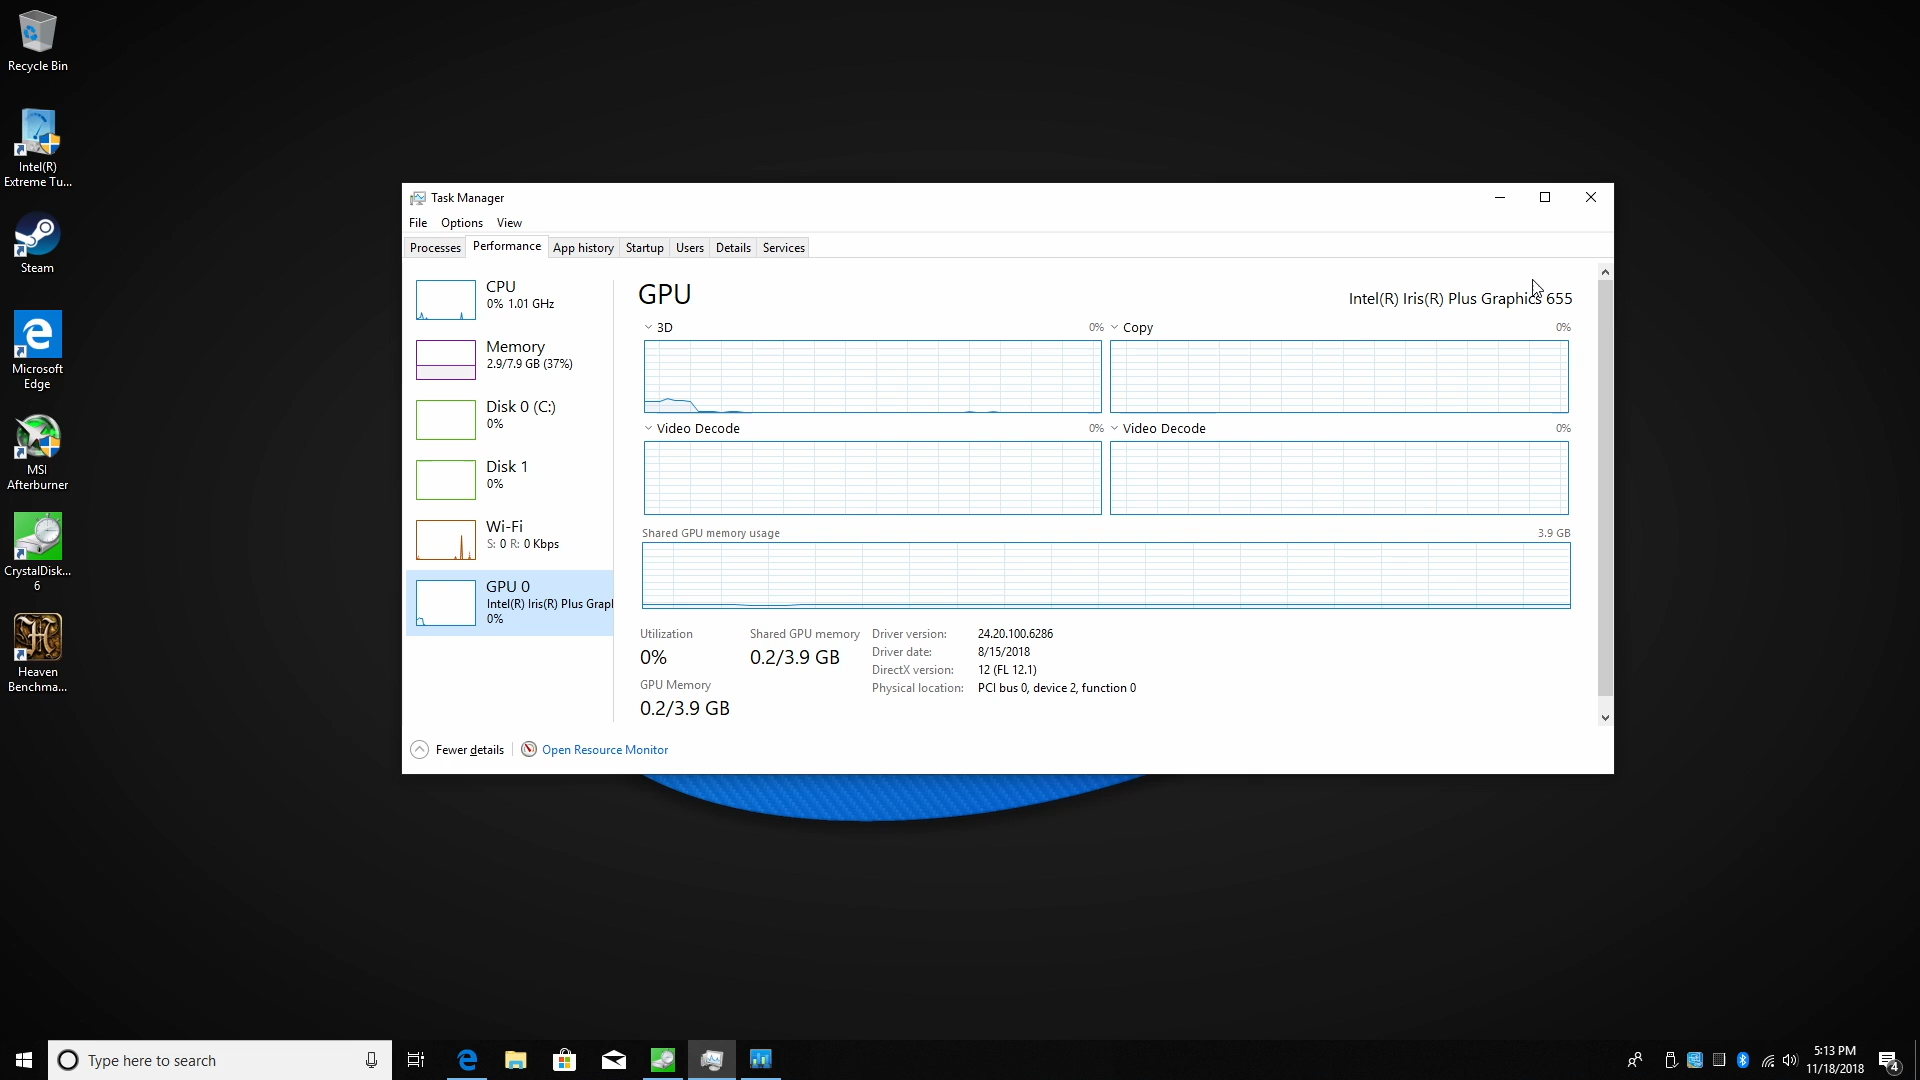 Recycle Bin
Intel(R)
Extreme Tu...
Steam
Microsoft
Edge
MSI
Afterburner
CrystalDisk...
6
Heaven
Benchma...
Task Manager
File Options View
Processes Performance App history Startup Users Details Services
CPU
0% 1.01 GHz
Memory
2.9/7.9 GB (37%)
Disk 0 (C:)
0%
Disk 1
0%
Wi-Fi
S: 0 R: 0 Kbps
GPU 0
Intel(R) Iris(R) Plus Grapl
0%
GPU
Intel(R) Iris(R) Plus Graphics 655
3D 0% Copy 0%
Video Decode 0% Video Decode 0%
Shared GPU memory usage 3.9 GB
Utilization
0%
Shared GPU memory
0.2/3.9 GB
GPU Memory
0.2/3.9 GB
Driver version: 24.20.100.6286
Driver date: 8/15/2018
DirectX version: 12 (FL 12.1)
Physical location: PCI bus 0, device 2, function 0
Fewer details Open Resource Monitor
Type here to search
5:13 PM
11/18/2018
4